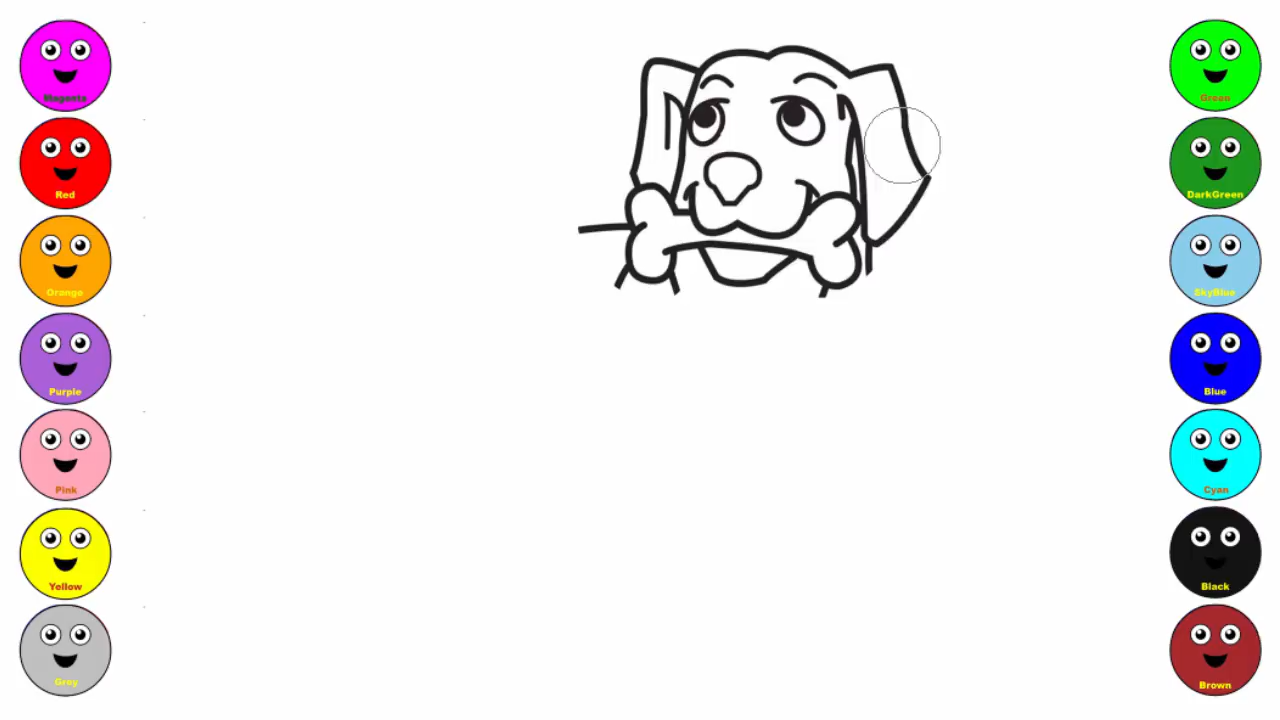 Magenta
Red
Orange
Purple
Pink
Yellow
Grey
Green
DarkGreen
SkyBlue
Blue
Cyan
Black
Brown